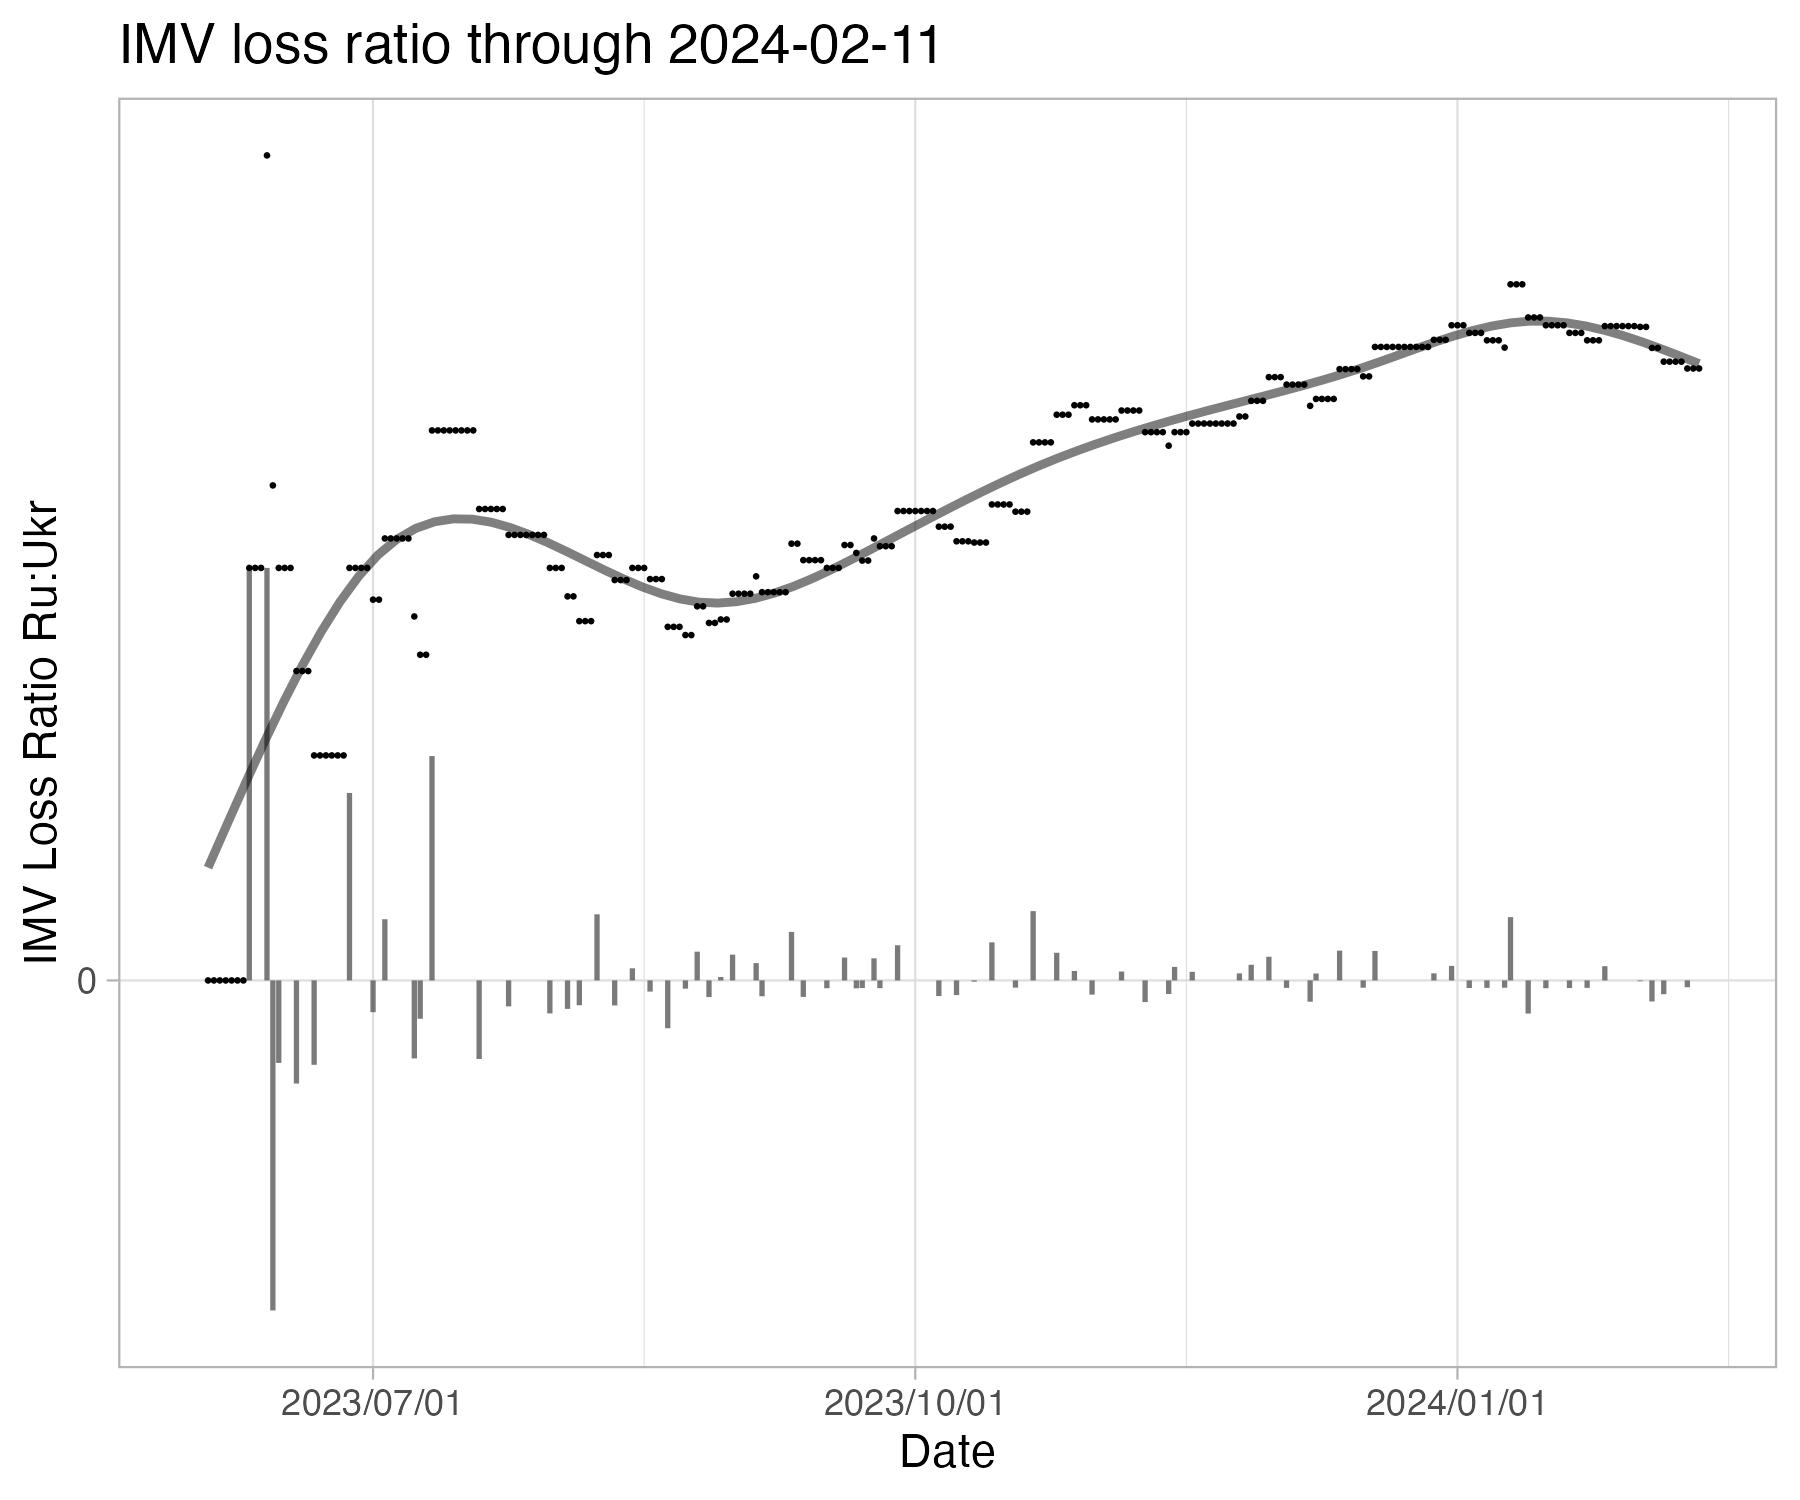 IMV loss ratio through 2024-02-11
IMV Loss Ratio Ru:Ukr
0
2023/07/01
2023/10/01
2024/01/01
Date